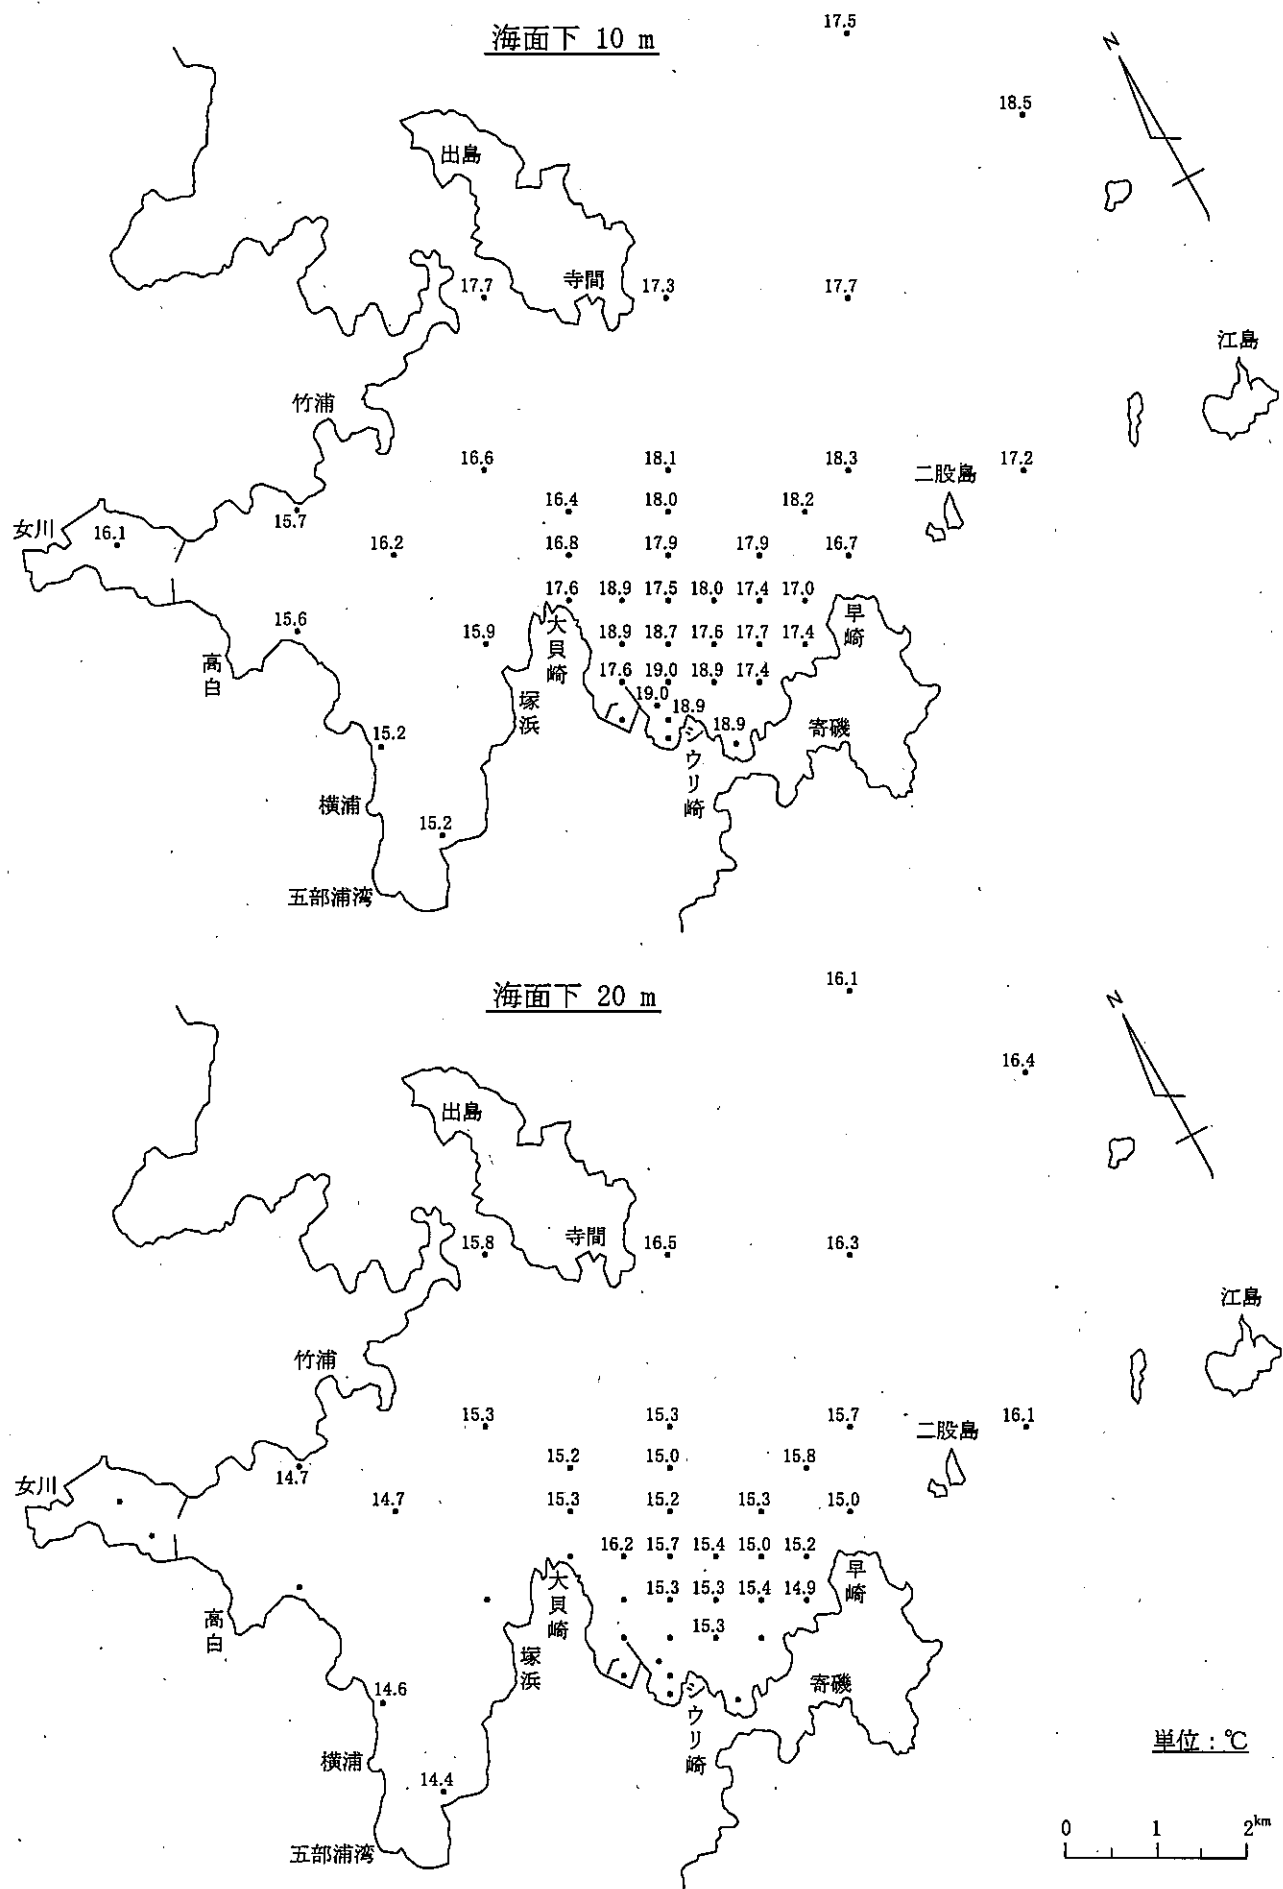 海面下 10 m
17.5
18.5
出島
寺間
17.7
17.3
17.7
江島
竹浦
16.6
18.1
18.3
二股島
17.2
女川
16.1
15.7
16.4
18.0
18.2
16.2
16.8
17.9
17.9
16.7
17.6
18.9
17.5
18.0
17.4
17.0
15.6
15.9
大貝崎
18.9
18.7
17.6
17.7
17.4
早崎
高白
塚浜
17.6
19.0
18.9
17.4
19.0
18.9
18.9
シウリ崎
寄磯
15.2
横浦
15.2
五部浦湾
N
海面下 20 m
16.1
16.4
出島
寺間
15.8
16.5
16.3
江島
竹浦
15.3
15.3
15.7
二股島
16.1
女川
14.7
15.2
15.0
15.8
14.7
15.3
15.2
15.3
15.0
16.2
15.7
15.4
15.0
15.2
大貝崎
15.3
15.3
15.4
14.9
早崎
高白
塚浜
15.3
シウリ崎
寄磯
14.6
横浦
14.4
五部浦湾
N
単位：℃
0 1 2km